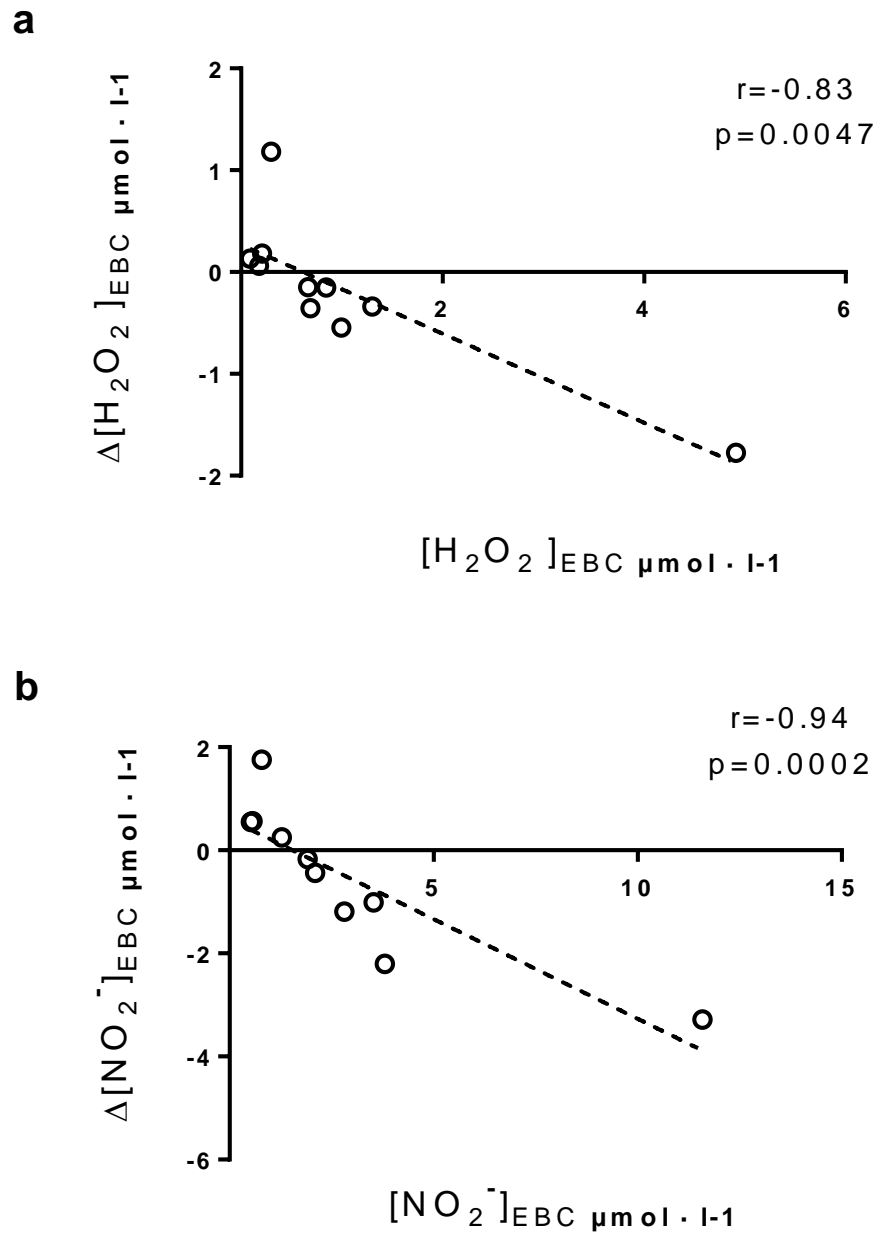 a
r=-0.83
p=0.0047
Δ[H2O2 ]EBC µmol · l-1
2
1
0
-1
-2
2
4
6
[H2O2 ]EBC µmol · l-1
b
r=-0.94
p=0.0002
Δ[NO2-]EBC µmol · l-1
2
0
-2
-4
-6
5
10
15
[NO2-]EBC µmol · l-1